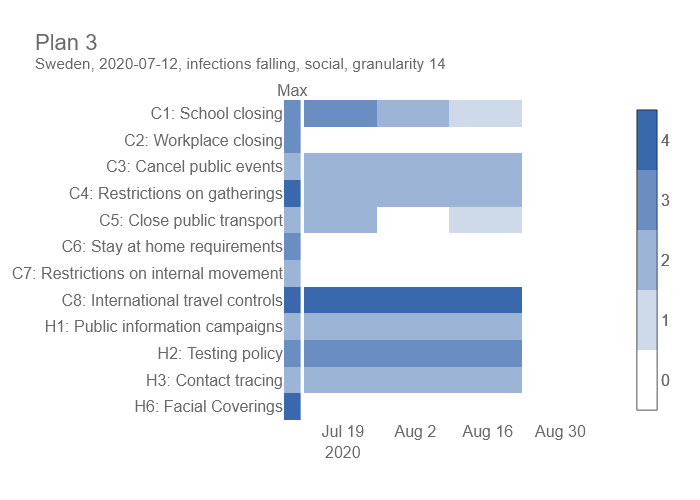 Plan 3
Sweden, 2020-07-12, infections falling, social, granularity 14
Max
C1: School closing
C2: Workplace closing
C3: Cancel public events
C4: Restrictions on gatherings
C5: Close public transport
C6: Stay at home requirements
C7: Restrictions on internal movement
C8: International travel controls
H1: Public information campaigns
H2: Testing policy
H3: Contact tracing
H6: Facial Coverings
Jul 19 Aug 2 Aug 16 Aug 30
2020
4
3
2
1
0